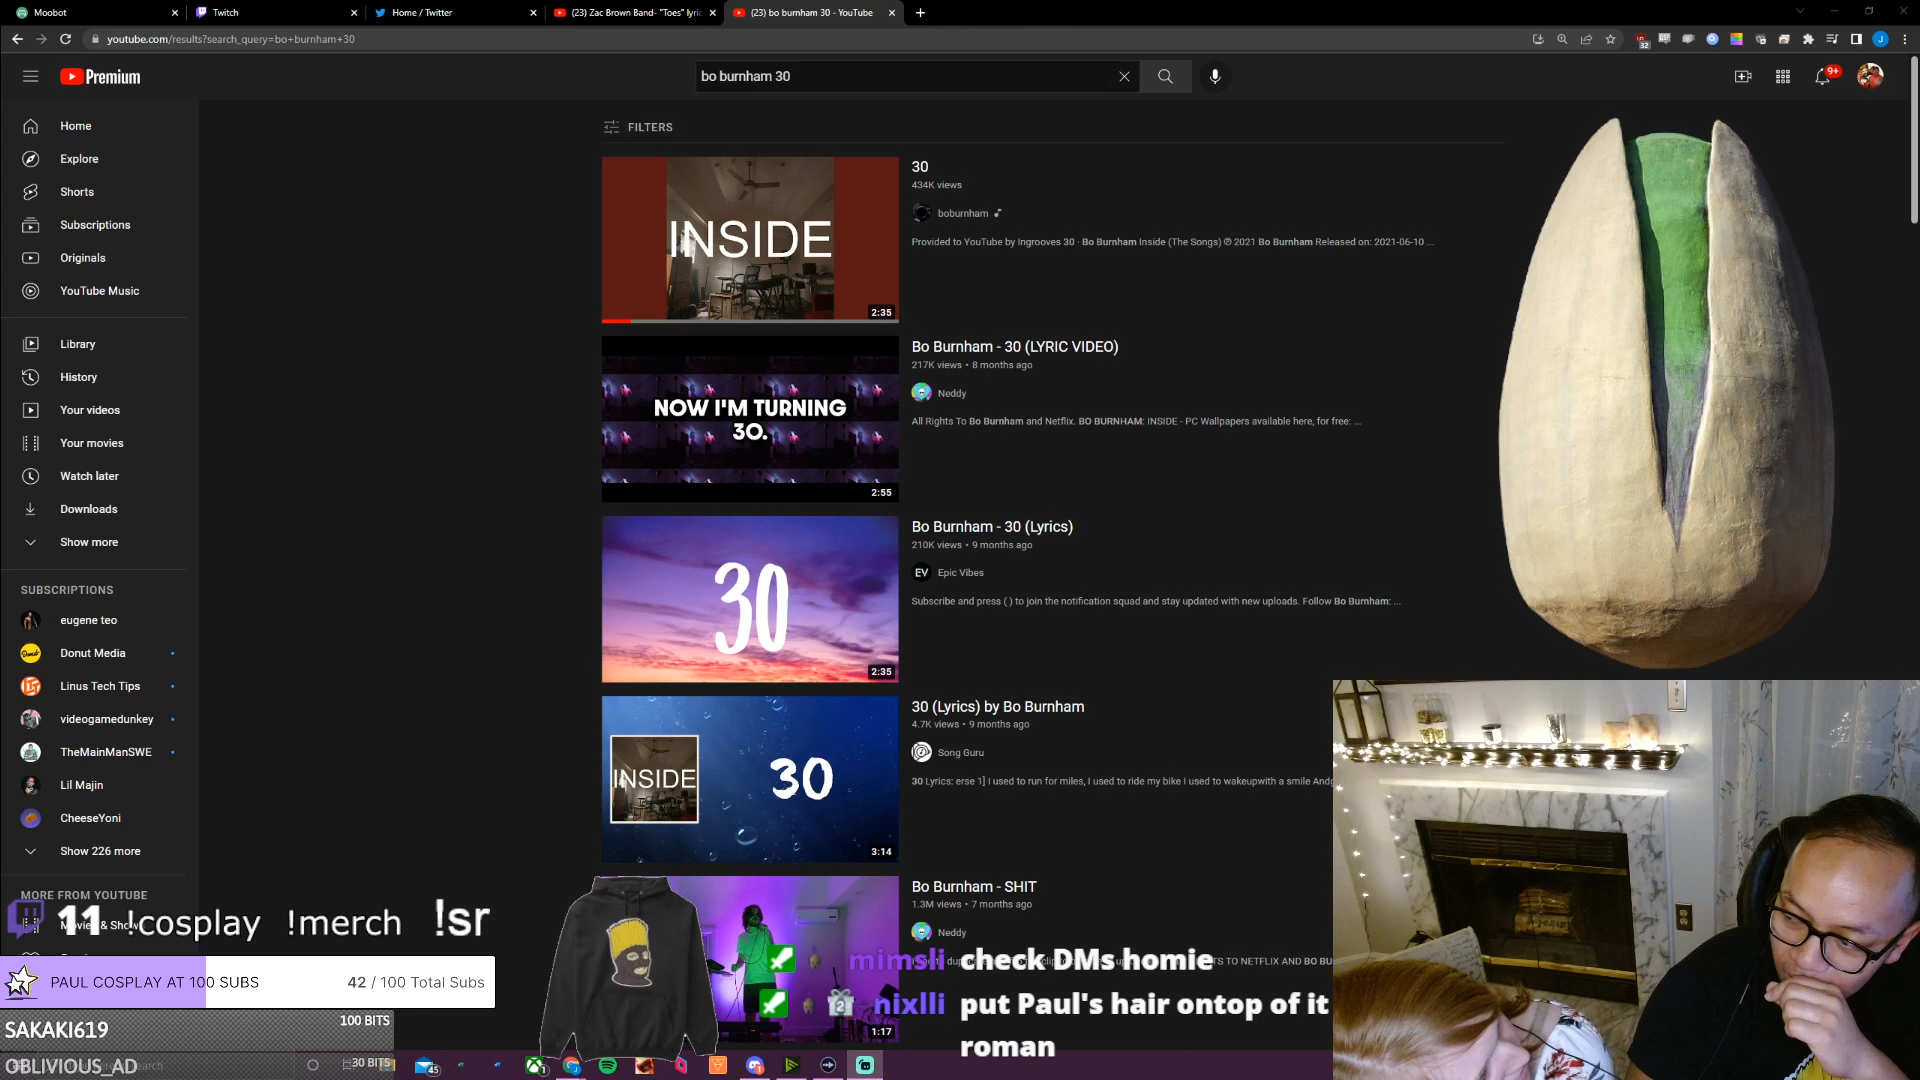 Moobot
Twitch
Home / Twitter
(23) Zac Brown Band- "Toes" lyric
(23) bo burnham 30 - YouTube
youtube.com/results?search_query=bo+burnham+30
32
J
Premium
bo burnham 30
9+
Home
Explore
Shorts
Subscriptions
Originals
YouTube Music
Library
History
Your videos
Your movies
Watch later
Downloads
Show more
SUBSCRIPTIONS
eugene teo
Donut Media
Linus Tech Tips
videogamedunkey
TheMainManSWE
Lil Majin
CheeseYoni
Show 226 more
MORE FROM YOUTUBE
FILTERS
INSIDE
2:35
30
434K views
boburnham
Provided to YouTube by Ingrooves 30 · Bo Burnham Inside (The Songs) ℗ 2021 Bo Burnham Released on: 2021-06-10 ...
NOW I'M TURNING
30.
2:55
Bo Burnham - 30 (LYRIC VIDEO)
217K views • 8 months ago
Neddy
All Rights To Bo Burnham and Netflix. BO BURNHAM: INSIDE - PC Wallpapers available here, for free: ...
30
2:35
Bo Burnham - 30 (Lyrics)
210K views • 9 months ago
EV Epic Vibes
Subscribe and press ( ) to join the notification squad and stay updated with new uploads. Follow Bo Burnham: ...
INSIDE
30
3:14
30 (Lyrics) by Bo Burnham
4.7K views • 9 months ago
Song Guru
30 Lyrics: erse 1] I used to run for miles, I used to ride my bike I used to wakeupwith a smile
1:17
Bo Burnham - SHIT
1.3M views • 7 months ago
Neddy
11 !cosplay !merch !sr
PAUL COSPLAY AT 100 SUBS 42 / 100 Total Subs
SAKAKI619 100 BITS
OBLIVIOUS_AD 30 BITS
mimsli check DMs homie
2 nixlli put Paul's hair ontop of it
roman
45